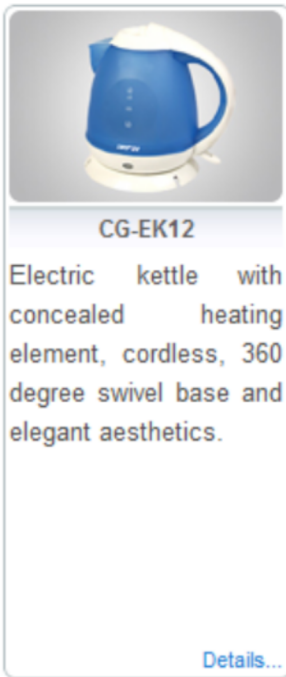 CG-EK12
Electric kettle with
concealed heating
element, cordless, 360
degree swivel base and
elegant aesthetics.
Details...